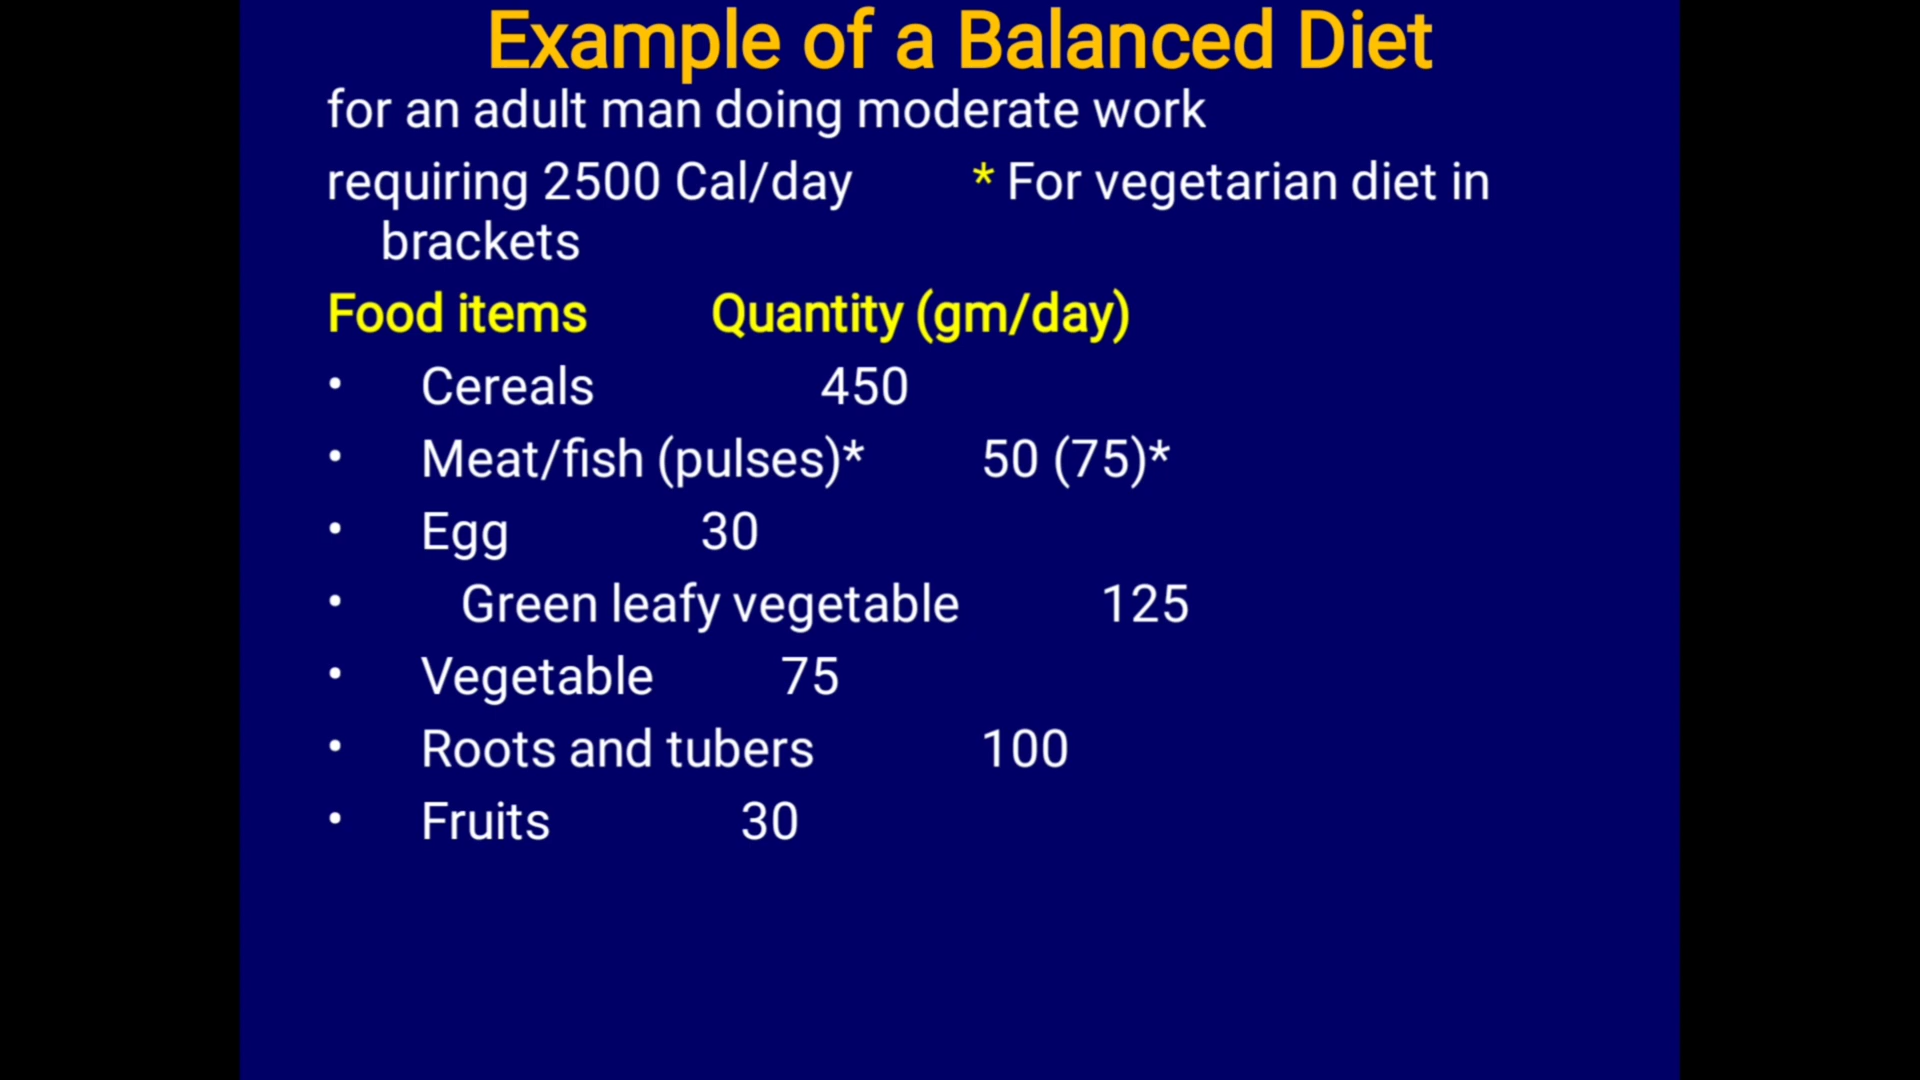 Example of a Balanced Diet
for an adult man doing moderate work
requiring 2500 Cal/day * For vegetarian diet in
brackets
Food items Quantity (gm/day)
• Cereals 450
• Meat/fish (pulses)* 50 (75)*
• Egg 30
• Green leafy vegetable 125
• Vegetable 75
• Roots and tubers 100
• Fruits 30